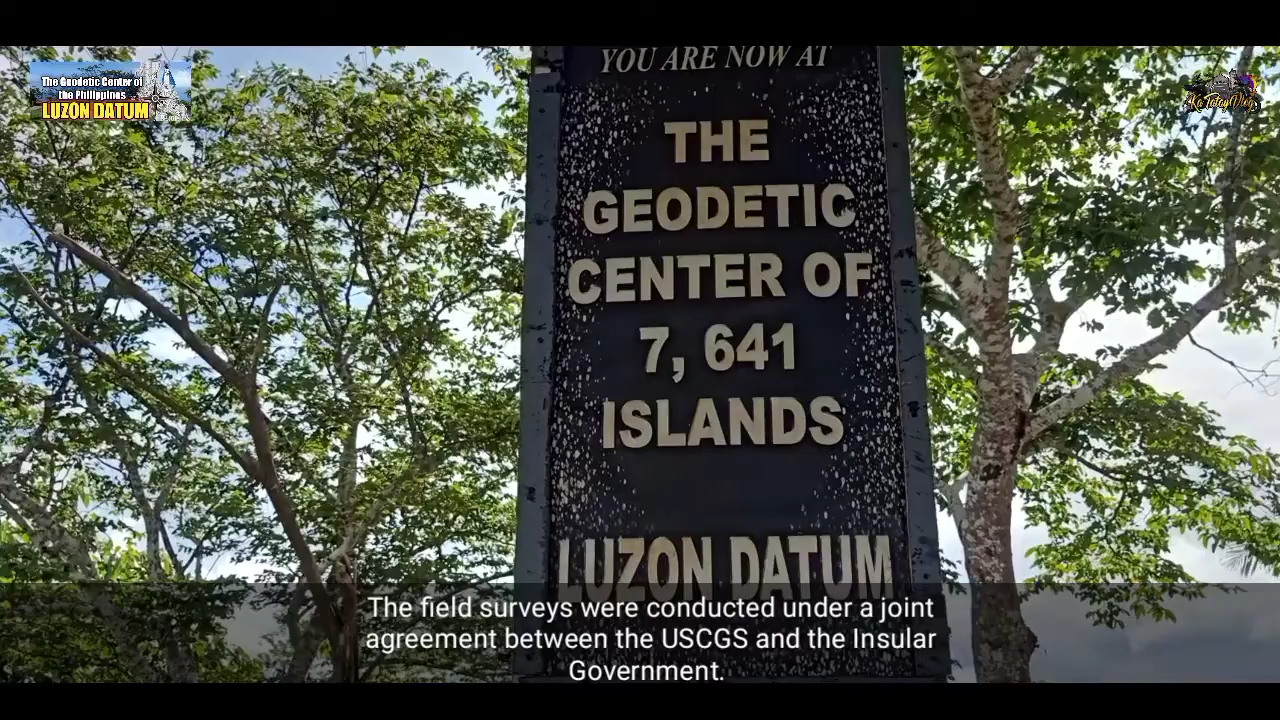 The Geodetic Center of
the Philippines
LUZON DATUM
KaTatayVlog
YOU ARE NOW AT
THE
GEODETIC
CENTER OF
7, 641
ISLANDS
LUZON DATUM
The field surveys were conducted under a joint
agreement between the USCGS and the Insular
Government.